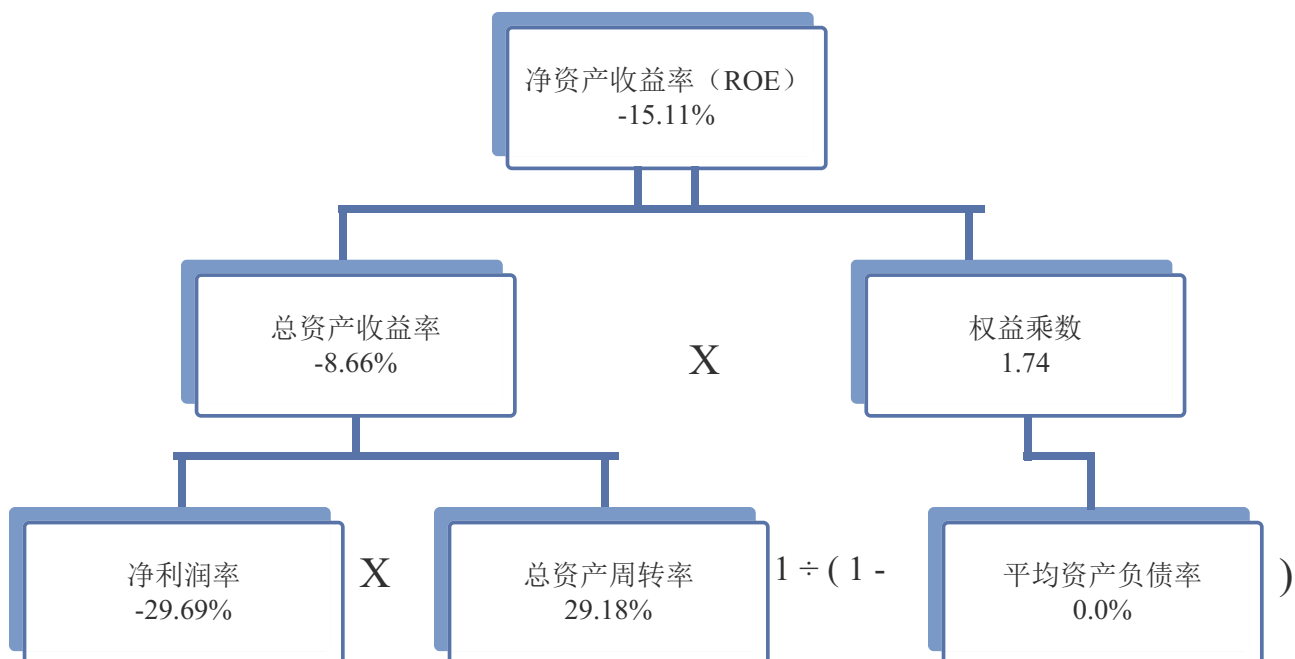 净资产收益率（ROE）
-15.11%
总资产收益率
-8.66%
X
权益乘数
1.74
净利润率
-29.69%
X
总资产周转率
29.18%
1 ÷ ( 1 -
平均资产负债率
0.0%
)